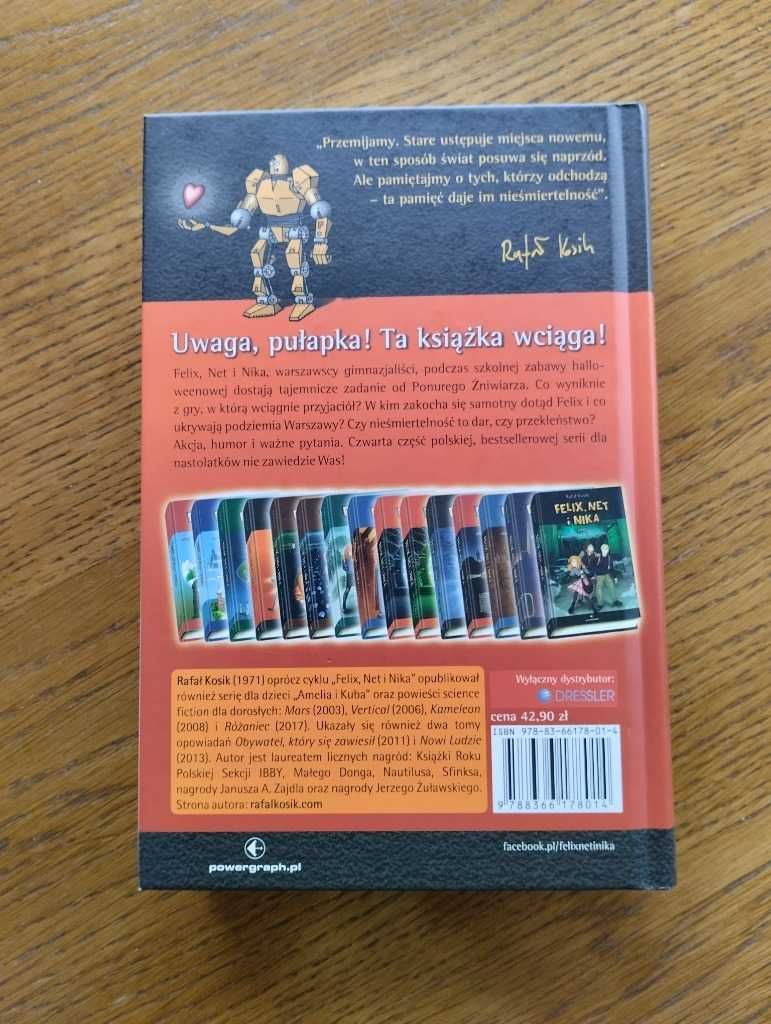 „Przemijamy. Stare ustępuje miejsca nowemu,
w ten sposób świat posuwa się naprzód.
Ale pamiętajmy o tych, którzy odchodzą
– ta pamięć daje im nieśmiertelność”.
Rafał Kosik
Uwaga, pułapka! Ta książka wciąga!
Felix, Net i Nika, warszawscy gimnazjaliści, podczas szkolnej zabawy hallo-
weenowej dostają tajemnicze zadanie od Ponurego Żniwiarza. Co wyniknie
z gry, w którą wciągnie przyjaciół? W kim zakocha się samotny dotąd Felix i co
ukrywają podziemia Warszawy? Czy nieśmiertelność to dar, czy przekleństwo?
Akcja, humor i ważne pytania. Czwarta część polskiej, bestsellerowej serii dla
nastolatków nie zawiedzie Was!
Rafał Kosik
FELIX, NET
i NIKA
Rafał Kosik (1971) oprócz cyklu „Felix, Net i Nika” opublikował
również serię dla dzieci „Amelia i Kuba” oraz powieści science
fiction dla dorosłych: Mars (2003), Vertical (2006), Kameleon
(2008) i Różaniec (2017). Ukazały się również dwa tomy
opowiadań Obywatel, który się zawiesił (2011) i Nowi Ludzie
(2013). Autor jest laureatem licznych nagród: Książki Roku
Polskiej Sekcji IBBY, Małego Donga, Nautilusa, Sfinksa,
nagrody Janusza A. Zajdla oraz nagrody Jerzego Żuławskiego.
Strona autora: rafalkosik.com
Wyłączny dystrybutor:
DRESSLER
cena 42,90 zł
ISBN 978-83-66178-01-4
9 788366 178014
powergraph.pl
facebook.pl/felixnetinika